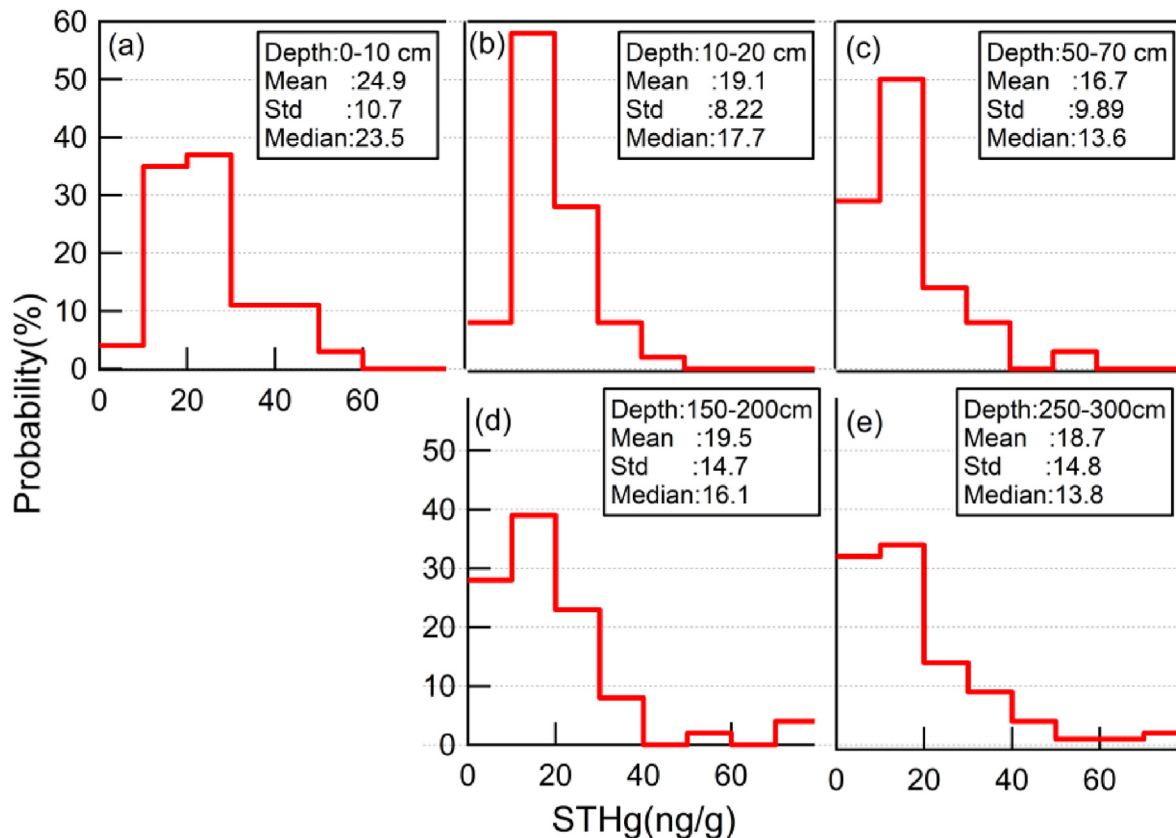 60
50
40
30
20
10
0
(a)
Depth:0-10 cm
Mean :24.9
Std :10.7
Median:23.5
0 20 40 60
(b)
Depth:10-20 cm
Mean :19.1
Std :8.22
Median:17.7
(c)
Depth:50-70 cm
Mean :16.7
Std :9.89
Median:13.6
Probability(%)
50
40
30
20
10
0
(d)
Depth:150-200cm
Mean :19.5
Std :14.7
Median:16.1
0 20 40 60
(e)
Depth:250-300cm
Mean :18.7
Std :14.8
Median:13.8
0 20 40 60
STHg(ng/g)